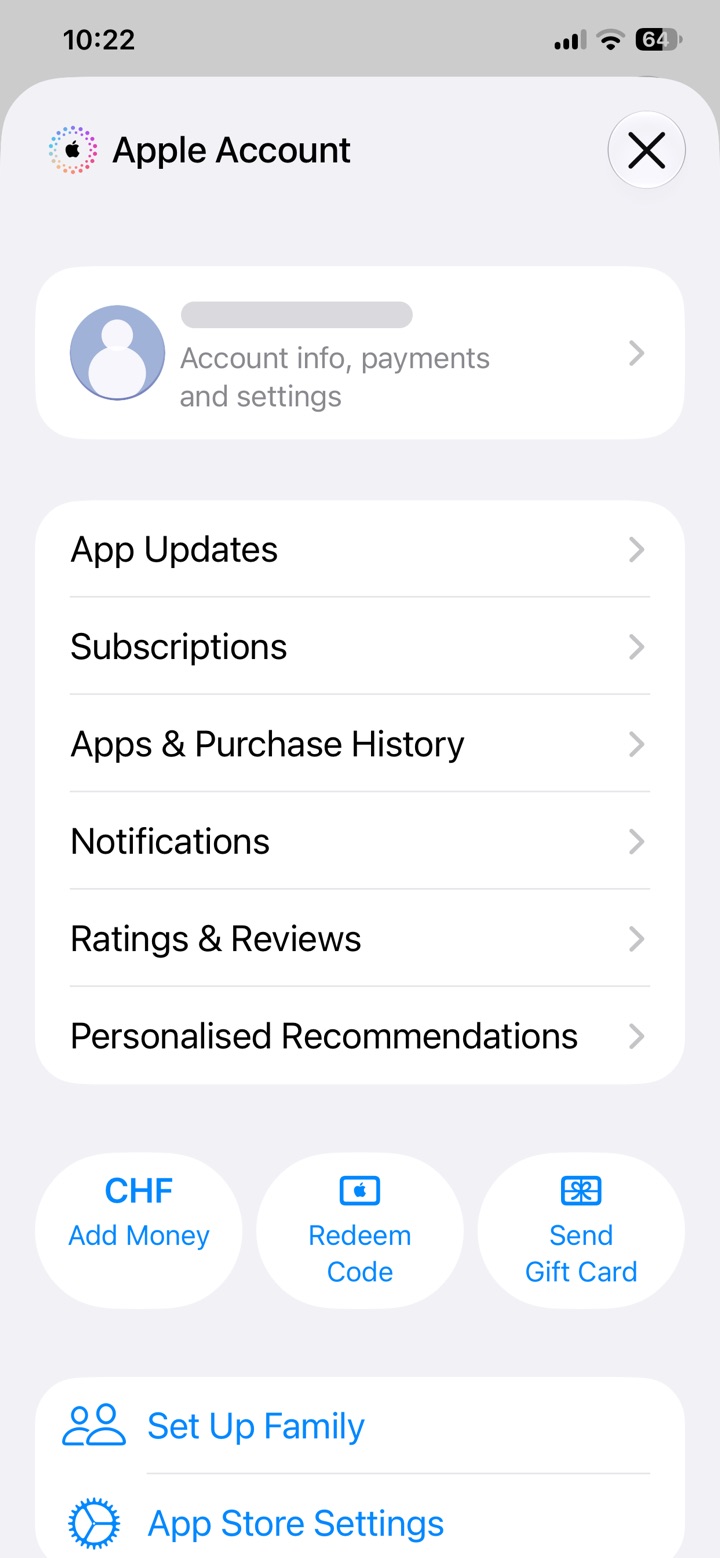 10:22
64
Apple Account
Account info, payments
and settings
App Updates
Subscriptions
Apps & Purchase History
Notifications
Ratings & Reviews
Personalised Recommendations
CHF
Add Money
Redeem
Code
Send
Gift Card
Set Up Family
App Store Settings